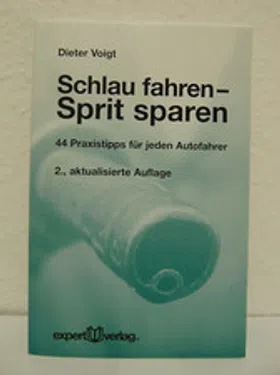 Dieter Voigt
Schlau fahren–
Sprit sparen
44 Praxistipps für jeden Autofahrer
2., aktualisierte Auflage
expert verlag.